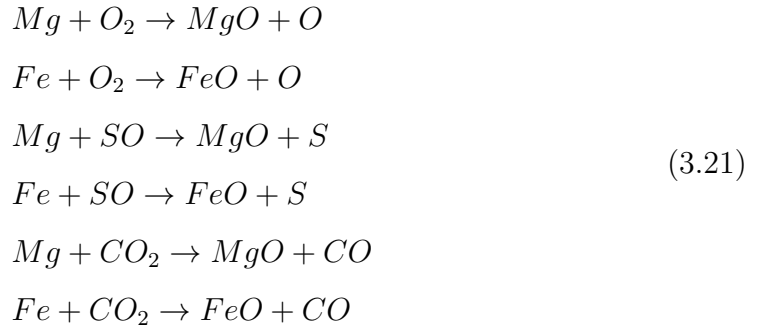 Mg + O₂ → MgO + O
Fe + O₂ → FeO + O
Mg + SO → MgO + S
Fe + SO → FeO + S
Mg + CO₂ → MgO + CO
Fe + CO₂ → FeO + CO
(3.21)